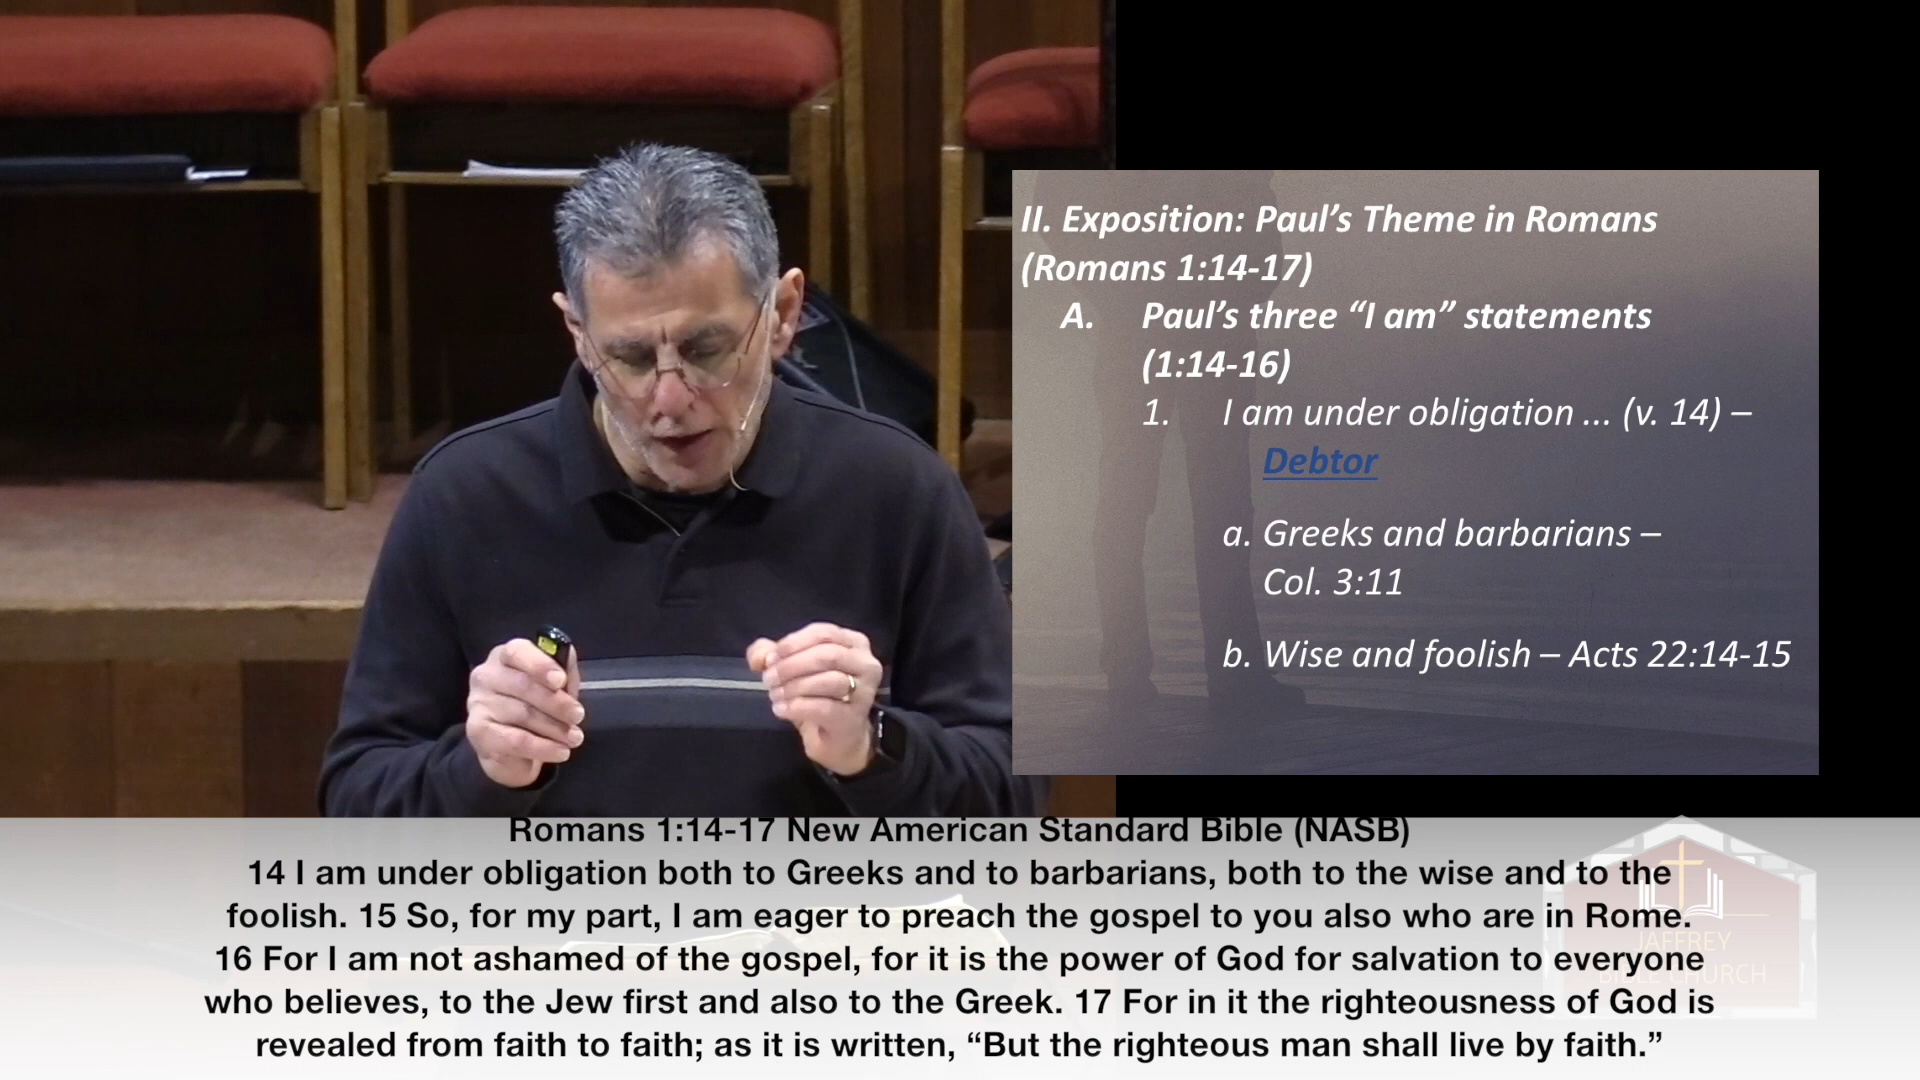 II. Exposition: Paul’s Theme in Romans
(Romans 1:14-17)
A. Paul’s three “I am” statements
(1:14-16)
1. I am under obligation ... (v. 14) –
Debtor
a. Greeks and barbarians –
Col. 3:11
b. Wise and foolish – Acts 22:14-15
Romans 1:14-17 New American Standard Bible (NASB)
14 I am under obligation both to Greeks and to barbarians, both to the wise and to the
foolish. 15 So, for my part, I am eager to preach the gospel to you also who are in Rome.
16 For I am not ashamed of the gospel, for it is the power of God for salvation to everyone
who believes, to the Jew first and also to the Greek. 17 For in it the righteousness of God is
revealed from faith to faith; as it is written, “But the righteous man shall live by faith.”
JAFFREY
BIBLE CHURCH